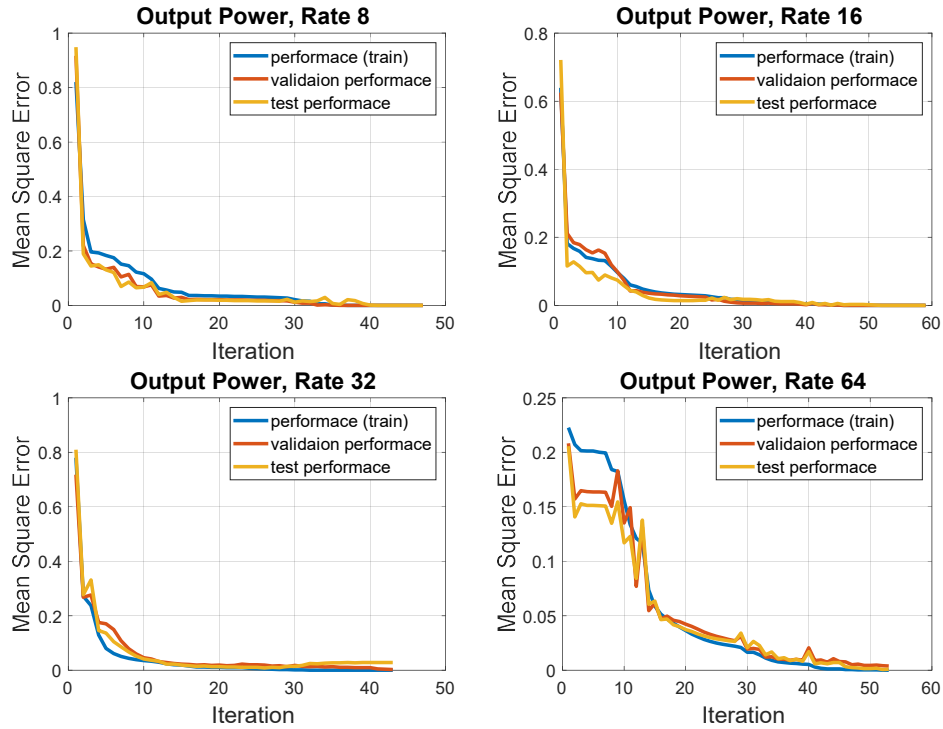 Output Power, Rate 8
Mean Square Error
1
0.8
0.6
0.4
0.2
0
0
10
20
30
40
50
Iteration
performace (train)
validaion performace
test performace
Output Power, Rate 16
Mean Square Error
0.8
0.6
0.4
0.2
0
0
10
20
30
40
50
60
Iteration
performace (train)
validaion performace
test performace
Output Power, Rate 32
Mean Square Error
1
0.8
0.6
0.4
0.2
0
0
10
20
30
40
50
Iteration
performace (train)
validaion performace
test performace
Output Power, Rate 64
Mean Square Error
0.25
0.2
0.15
0.1
0.05
0
0
10
20
30
40
50
60
Iteration
performace (train)
validaion performace
test performace